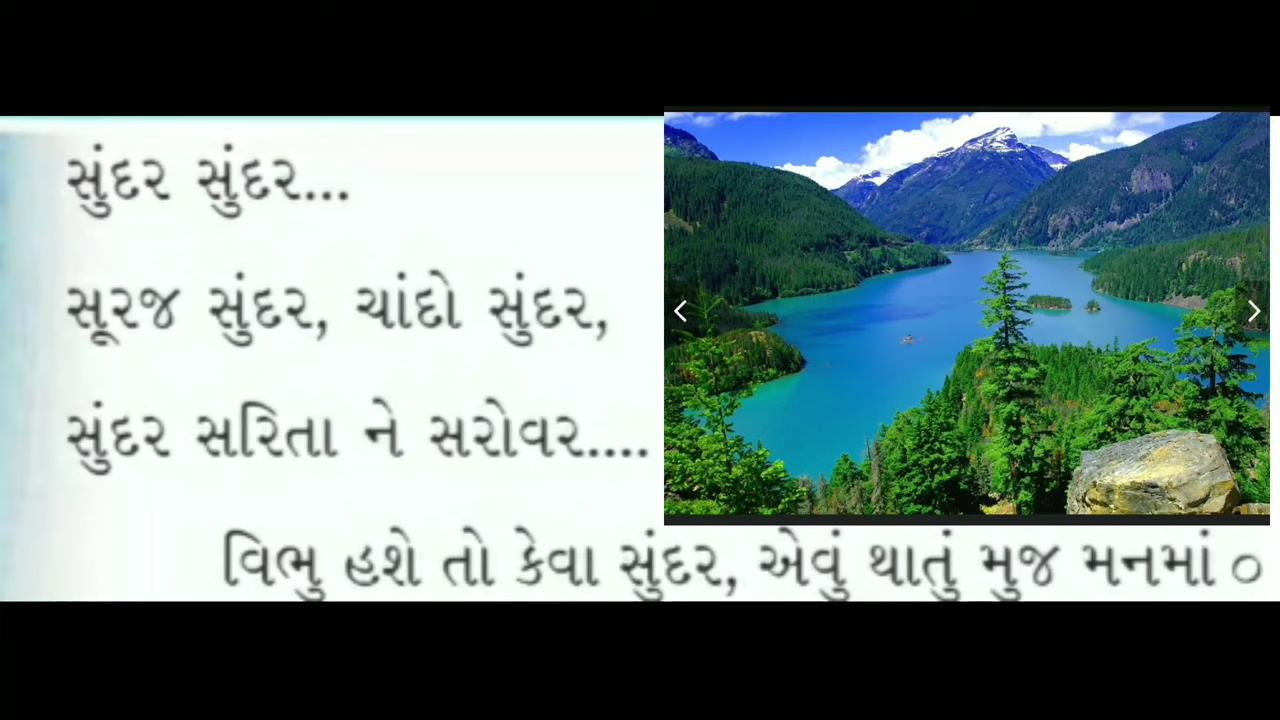 સુંદર સુંદર...
સૂરજ સુંદર, ચાંદો સુંદર,
સુંદર સરિતા ને સરોવર....
વિભુ હશે તો કેવા સુંદર, એવું થાતું મુજ મનમાં ૦